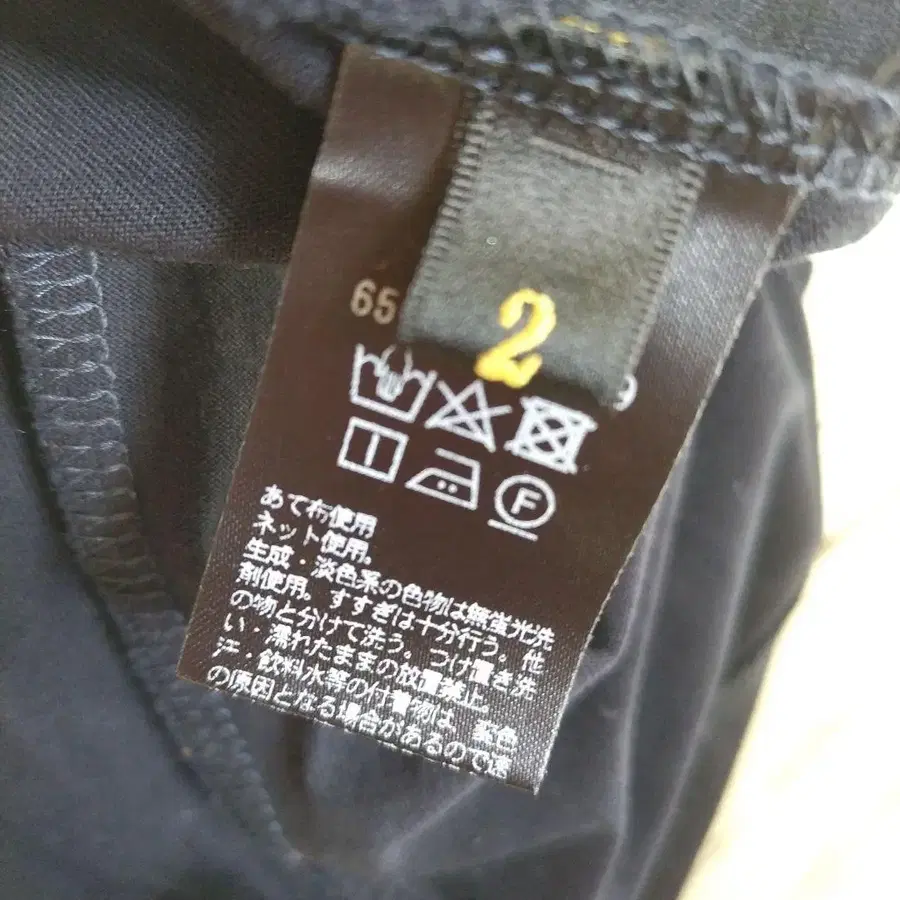 65
2
F
あて布使用
ネット使用。
生成・淡色系の色物は無蛍光洗
剤使用。すすぎは十分行う。他
の物と分けて洗う。つけ置き洗
い・濡れたままの放置禁止。
汗・飲料水等の付着物は、変色
の原因となる場合があるので速